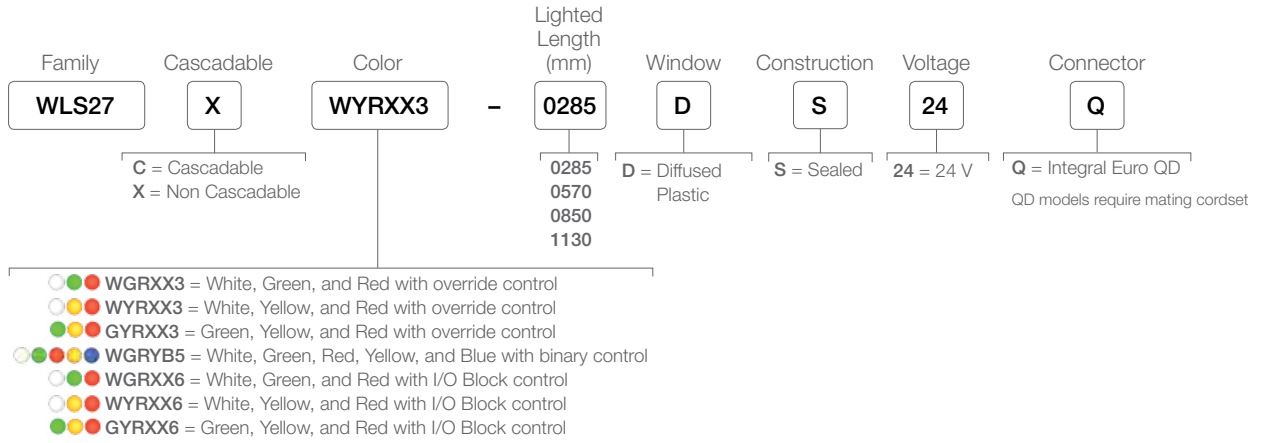 Lighted
Length
Family Cascadable Color (mm) Window Construction Voltage Connector
WLS27 X WYRXX3 – 0285 D S 24 Q
C = Cascadable
X = Non Cascadable
0285
0570
0850
1130
D = Diffused
Plastic
S = Sealed
24 = 24 V
Q = Integral Euro QD
QD models require mating cordset
WGRXX3 = White, Green, and Red with override control
WYRXX3 = White, Yellow, and Red with override control
GYRXX3 = Green, Yellow, and Red with override control
WGRYB5 = White, Green, Red, Yellow, and Blue with binary control
WGRXX6 = White, Green, and Red with I/O Block control
WYRXX6 = White, Yellow, and Red with I/O Block control
GYRXX6 = Green, Yellow, and Red with I/O Block control